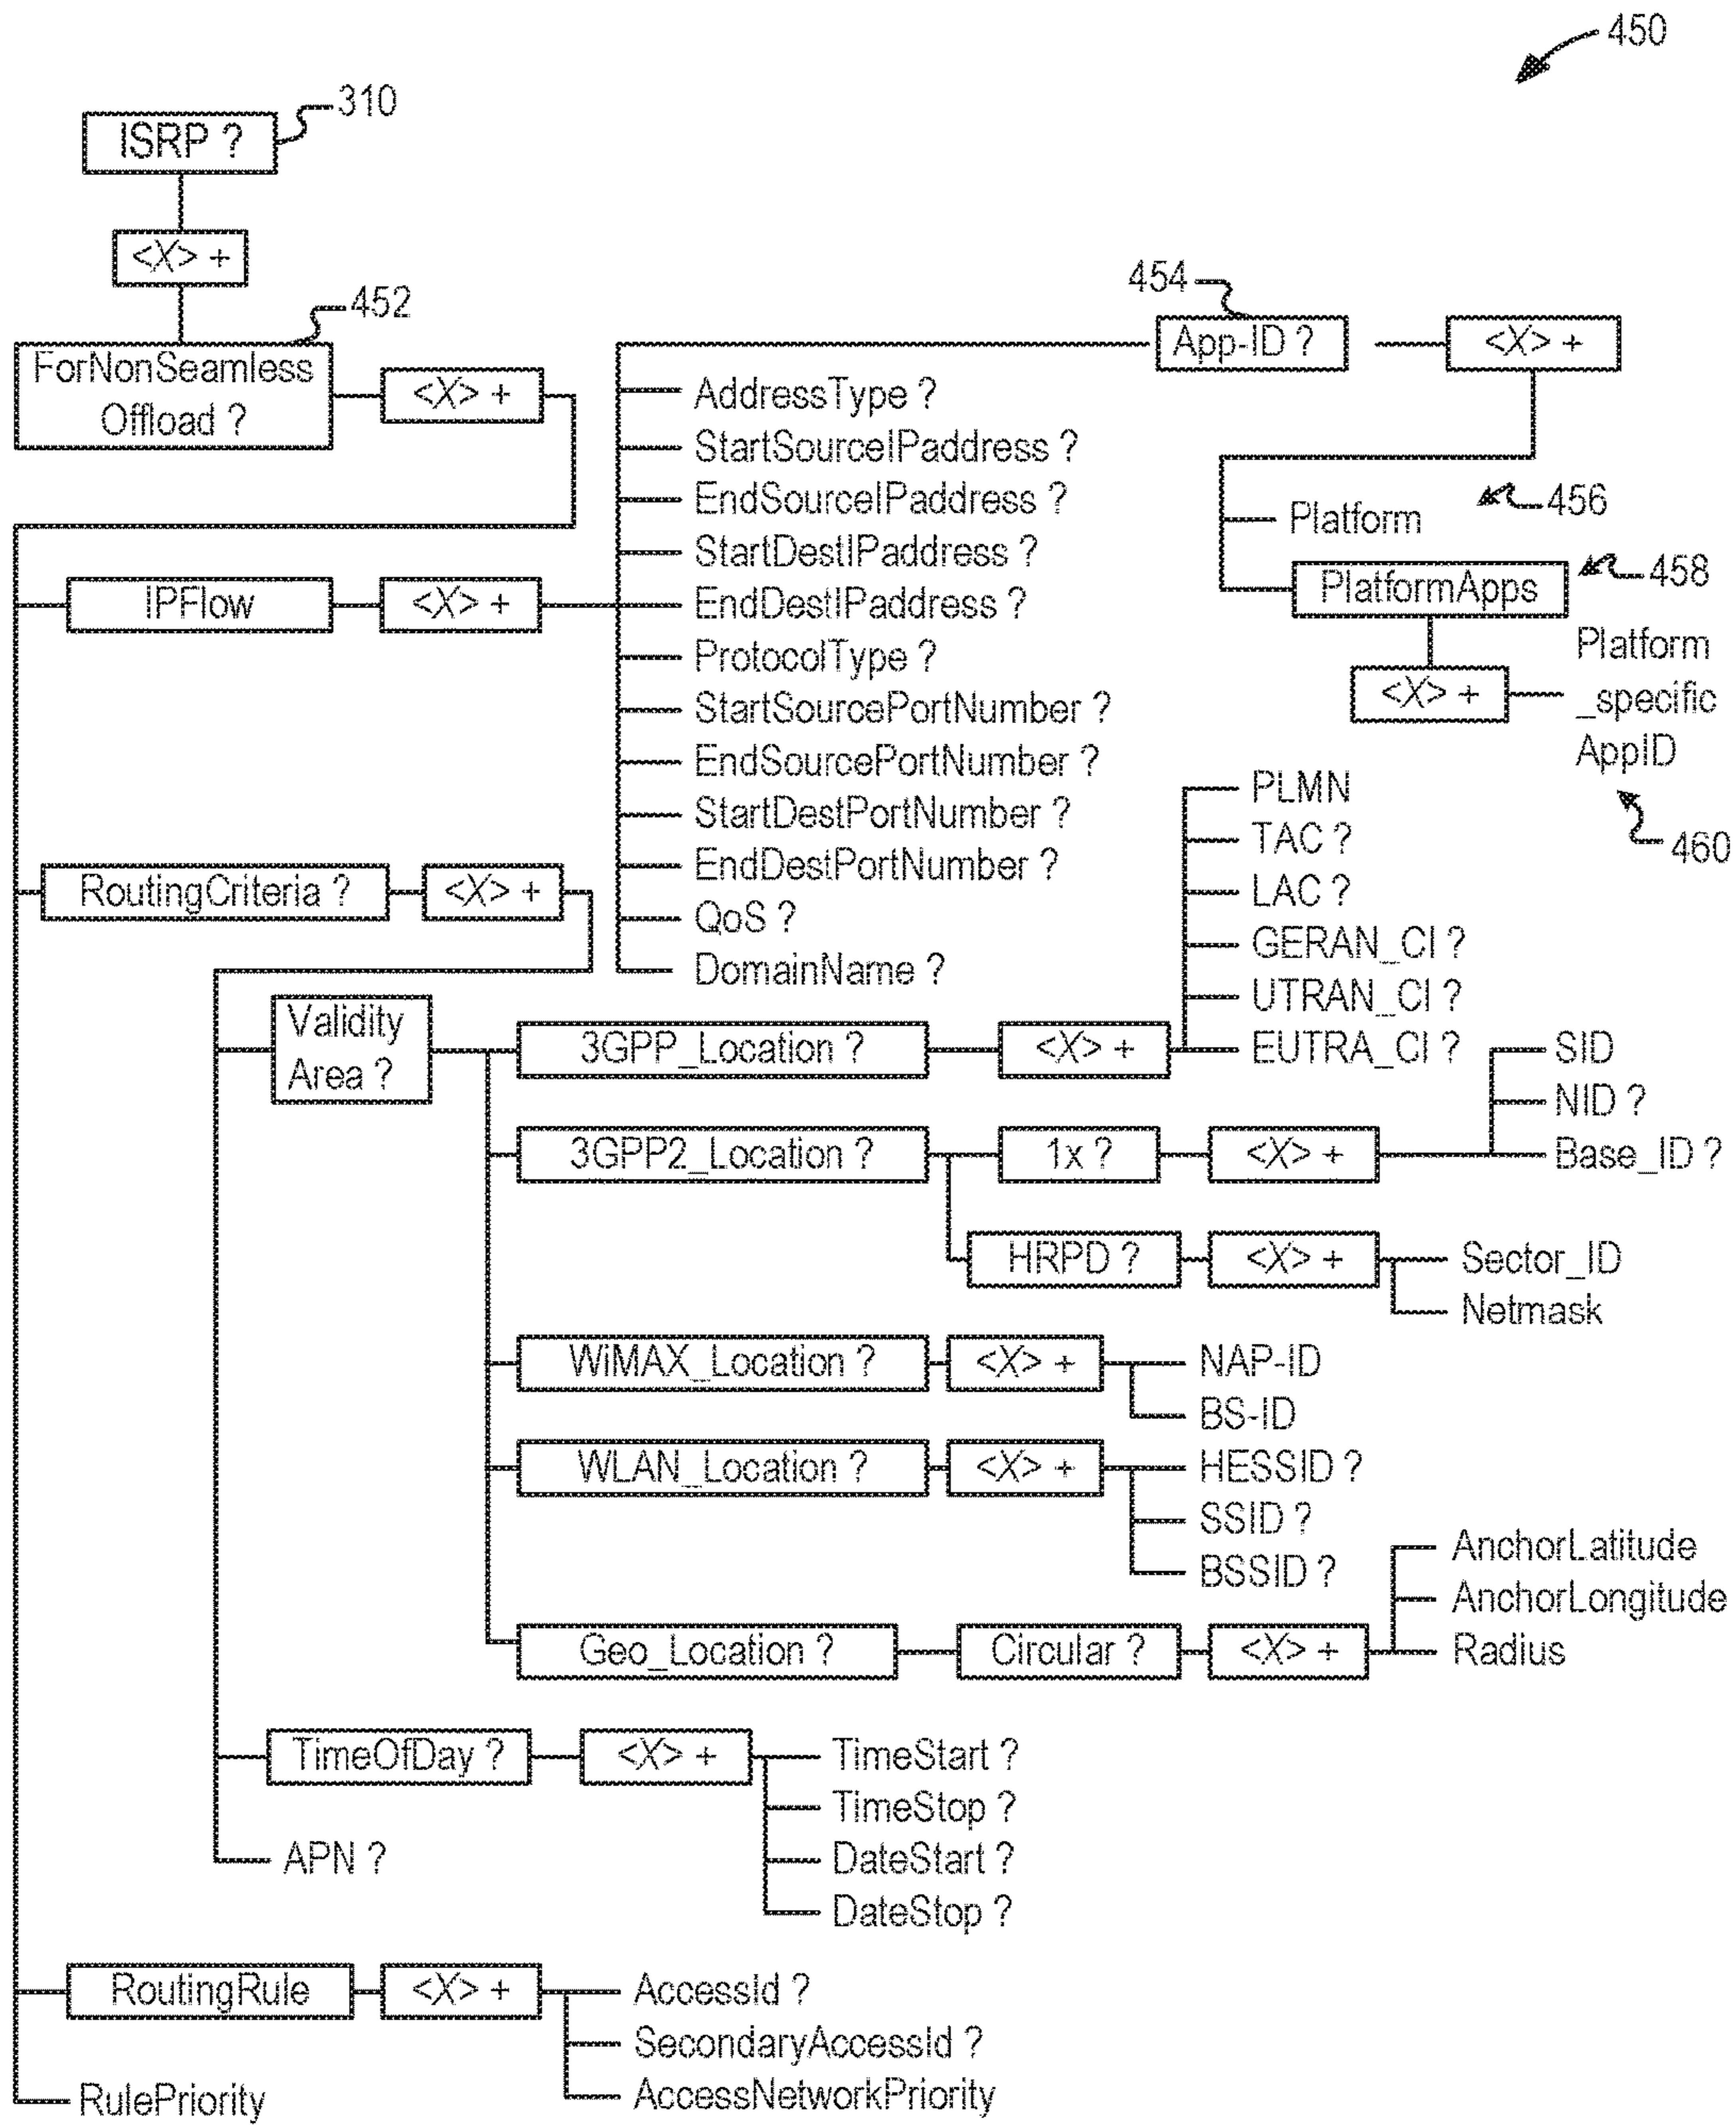 450
310
ISRP ?
<X> +
452
454
ForNonSeamless
Offload ?
<X> +
App-ID ?
<X> +
AddressType ?
StartSourceIPaddress ?
EndSourceIPaddress ?
StartDestIPaddress ?
EndDestIPaddress ?
ProtocolType ?
StartSourcePortNumber ?
EndSourcePortNumber ?
StartDestPortNumber ?
EndDestPortNumber ?
QoS ?
DomainName ?
456
Platform
458
PlatformApps
<X> +
Platform
_specific
AppID
460
IPFlow
<X> +
RoutingCriteria ?
<X> +
Validity
Area ?
3GPP_Location ?
<X> +
PLMN
TAC ?
LAC ?
GERAN_CI ?
UTRAN_CI ?
EUTRA_CI ?
3GPP2_Location ?
1x ?
<X> +
SID
NID ?
Base_ID ?
HRPD ?
<X> +
Sector_ID
Netmask
WiMAX_Location ?
<X> +
NAP-ID
BS-ID
WLAN_Location ?
<X> +
HESSID ?
SSID ?
BSSID ?
Geo_Location ?
Circular ?
<X> +
AnchorLatitude
AnchorLongitude
Radius
TimeOfDay ?
<X> +
TimeStart ?
TimeStop ?
DateStart ?
DateStop ?
APN ?
RoutingRule
<X> +
AccessId ?
SecondaryAccessId ?
AccessNetworkPriority
RulePriority